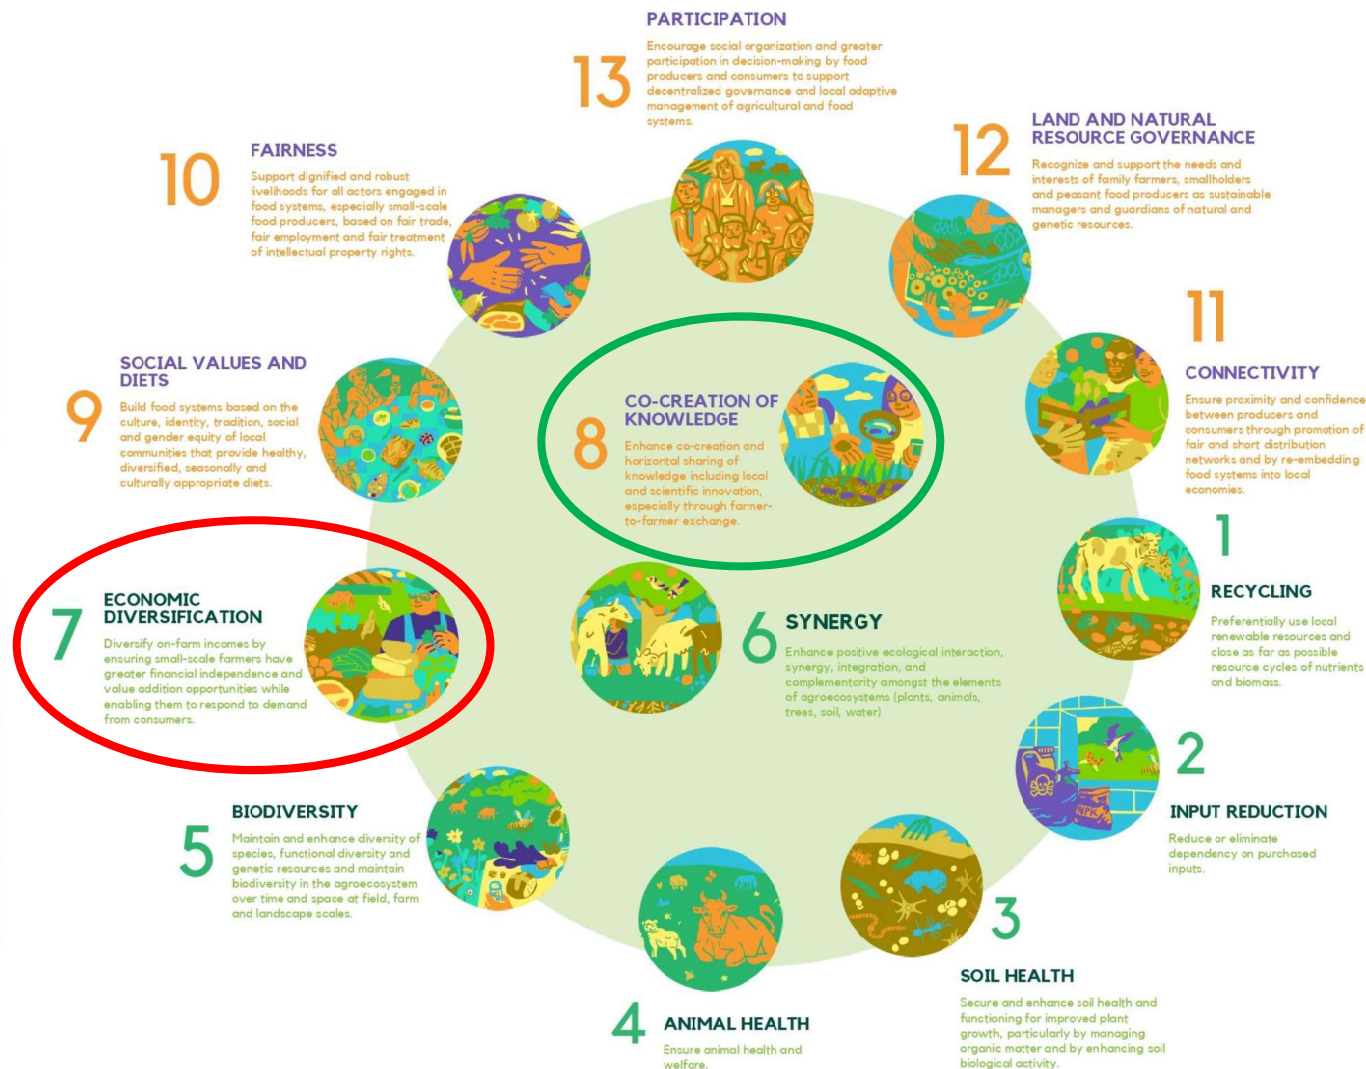 PARTICIPATION
13
Encourage social organization and greater
participation in decision-making by food
producers and consumers to support
decentralized governance and local adaptive
management of agricultural and food
systems.
12
LAND AND NATURAL
RESOURCE GOVERNANCE
Recognize and support the needs and
interests of family farmers, smallholders
and peasant food producers as sustainable
managers and guardians of natural and
genetic resources.
10
FAIRNESS
Support dignified and robust
livelihoods for all actors engaged in
food systems, especially small-scale
food producers, based on fair trade,
fair employment and fair treatment
of intellectual property rights.
11
CONNECTIVITY
Ensure proximity and confidence
between producers and
consumers through promotion of
fair and short distribution
networks and by re-embedding
food systems into local
economies.
9
SOCIAL VALUES AND
DIETS
Build food systems based on the
culture, identity, tradition, social
and gender equity of local
communities that provide healthy,
diversified, seasonally and
culturally appropriate diets.
8
CO-CREATION OF
KNOWLEDGE
Enhance co-creation and
horizontal sharing of
knowledge including local
and scientific innovation,
especially through farmer-
to-farmer exchange.
1
RECYCLING
Preferentially use local
renewable resources and
close as far as possible
resource cycles of nutrients
and biomass.
7
ECONOMIC
DIVERSIFICATION
Diversify on-farm incomes by
ensuring small-scale farmers have
greater financial independence and
value addition opportunities while
enabling them to respond to demand
from consumers.
6
SYNERGY
Enhance positive ecological interaction,
synergy, integration, and
complementarity amongst the elements
of agroecosystems (plants, animals,
trees, soil, water)
2
NPK
INPUT REDUCTION
Reduce or eliminate
dependency on purchased
inputs.
5
BIODIVERSITY
Maintain and enhance diversity of
species, functional diversity and
genetic resources and maintain
biodiversity in the agroecosystem
over time and space at field, farm
and landscape scales.
3
SOIL HEALTH
Secure and enhance soil health and
functioning for improved plant
growth, particularly by managing
organic matter and by enhancing soil
biological activity.
4
ANIMAL HEALTH
Ensure animal health and
welfare.